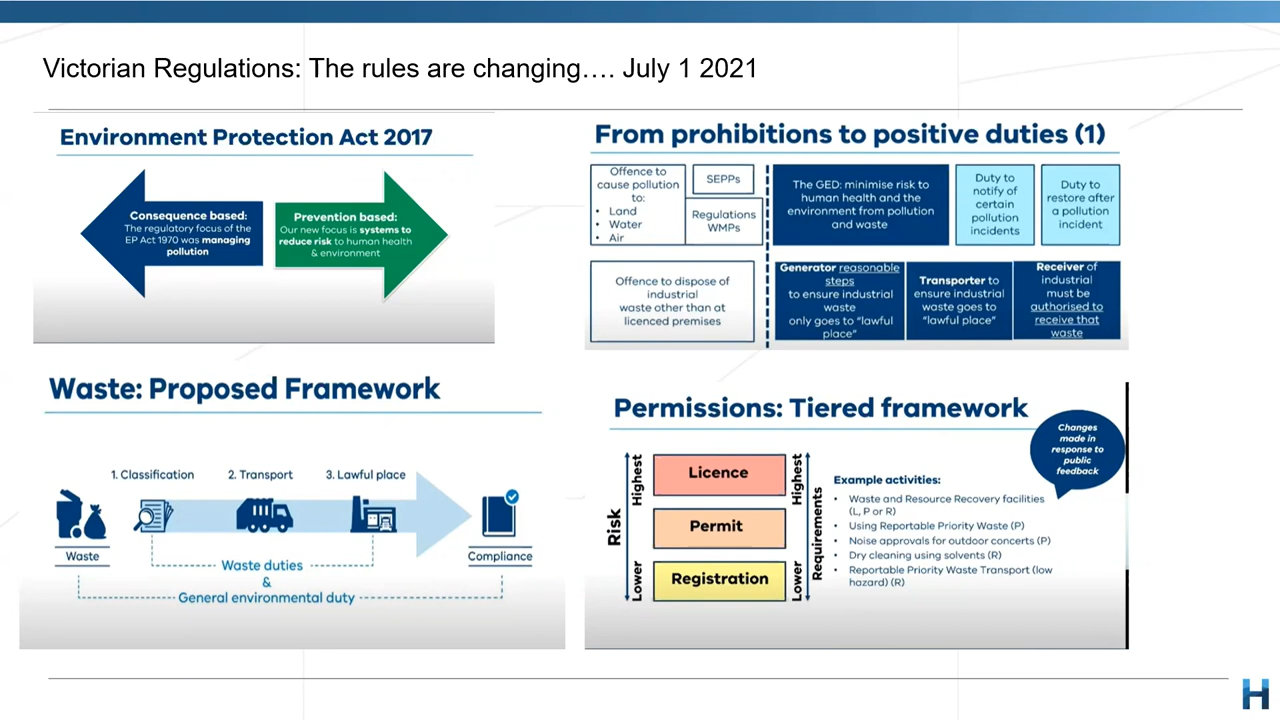 Victorian Regulations: The rules are changing…. July 1 2021
Environment Protection Act 2017
Consequence based:
The regulatory focus of the
EP Act 1970 was managing
pollution
Prevention based:
Our new focus is systems to
reduce risk to human health
& environment
From prohibitions to positive duties (1)
Offence to
cause pollution
to:
• Land
• Water
• Air
SEPPs
Regulations
WMPs
The GED: minimise risk to
human health and the
environment from pollution
and waste
Duty to
notify of
certain
pollution
incidents
Duty to
restore after
a pollution
incident
Offence to dispose of
industrial
waste other than at
licenced premises
Generator reasonable
steps
to ensure industrial
waste
only goes to “lawful
place”
Transporter to
ensure industrial
waste goes to
“lawful place”
Receiver of
industrial
must be
authorised to
receive that
waste
Waste: Proposed Framework
1. Classification
2. Transport
3. Lawful place
Waste
Compliance
Waste duties
&
General environmental duty
Permissions: Tiered framework
Changes
made in
response to
public
feedback
Risk
Highest
Lower
Licence
Permit
Registration
Highest
Lower
Requirements
Example activities:
• Waste and Resource Recovery facilities
(L, P or R)
• Using Reportable Priority Waste (P)
• Noise approvals for outdoor concerts (P)
• Dry cleaning using solvents (R)
• Reportable Priority Waste Transport (low
hazard) (R)
H